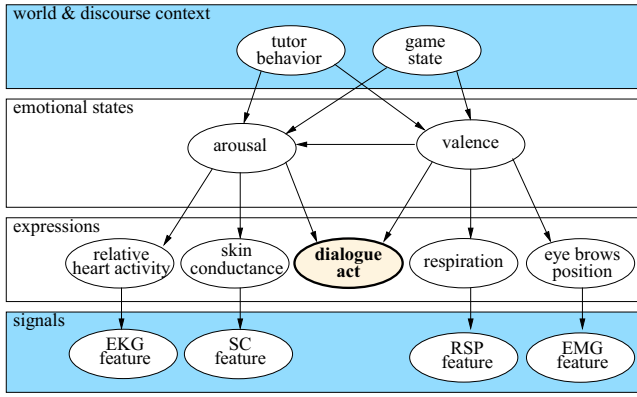 world & discourse context
tutor
behavior
game
state
emotional states
arousal
valence
expressions
relative
heart activity
skin
conductance
dialogue
act
respiration
eye brows
position
signals
EKG
feature
SC
feature
RSP
feature
EMG
feature